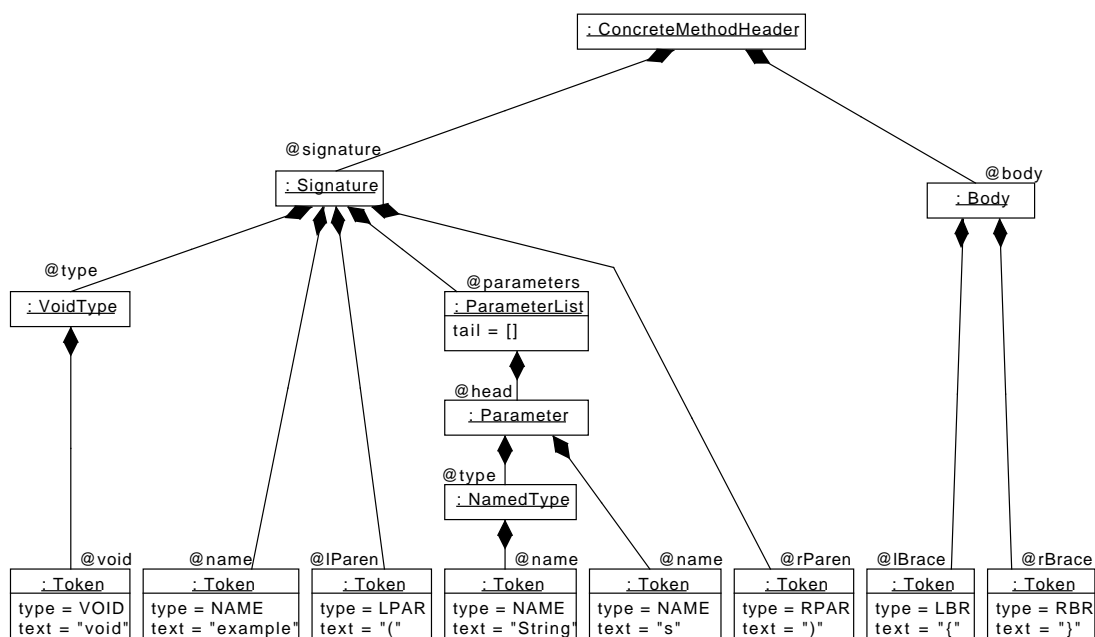 : ConcreteMethodHeader
@signature
: Signature
@body
: Body
@type
: VoidType
@parameters
: ParameterList
tail = []
@head
: Parameter
@type
: NamedType
@void
: Token
type = VOID
text = "void"
@name
: Token
type = NAME
text = "example"
@lParen
: Token
type = LPAR
text = "("
@name
: Token
type = NAME
text = "String"
@name
: Token
type = NAME
text = "s"
@rParen
: Token
type = RPAR
text = ")"
@lBrace
: Token
type = LBR
text = "{"
@rBrace
: Token
type = RBR
text = "}"